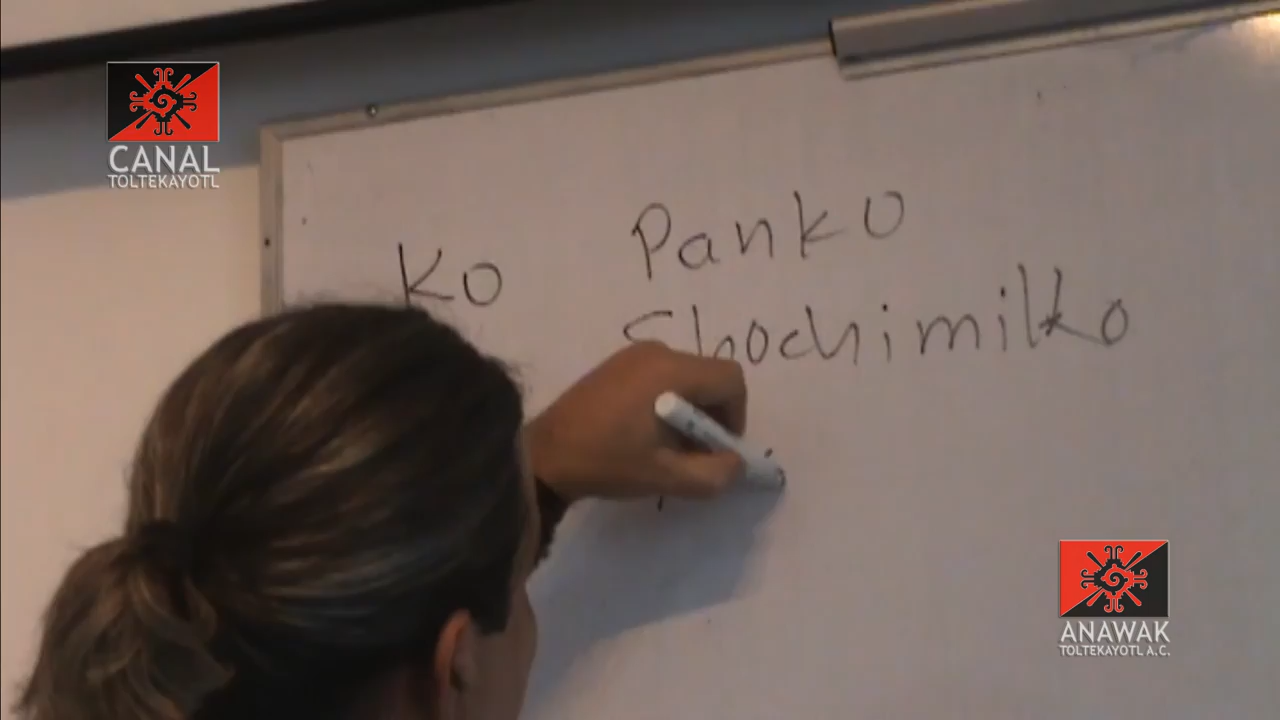 CANAL
TOLTEKAYOTL
Panko
Ko
Shochimilko
ANAWAK
TOLTEKAYOTL A.C.